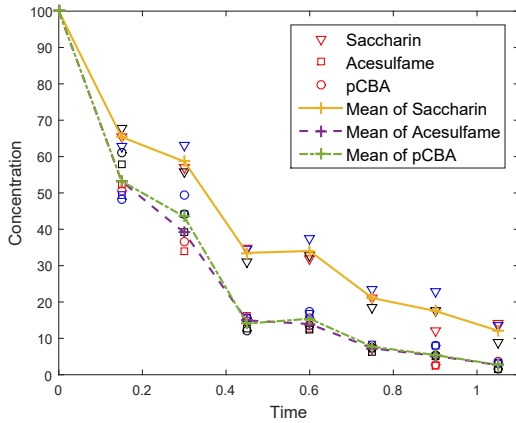 100
90
80
70
60
50
40
30
20
10
0
Concentration
Saccharin
Acesulfame
pCBA
Mean of Saccharin
Mean of Acesulfame
Mean of pCBA
0
0.2
0.4
0.6
0.8
1
Time